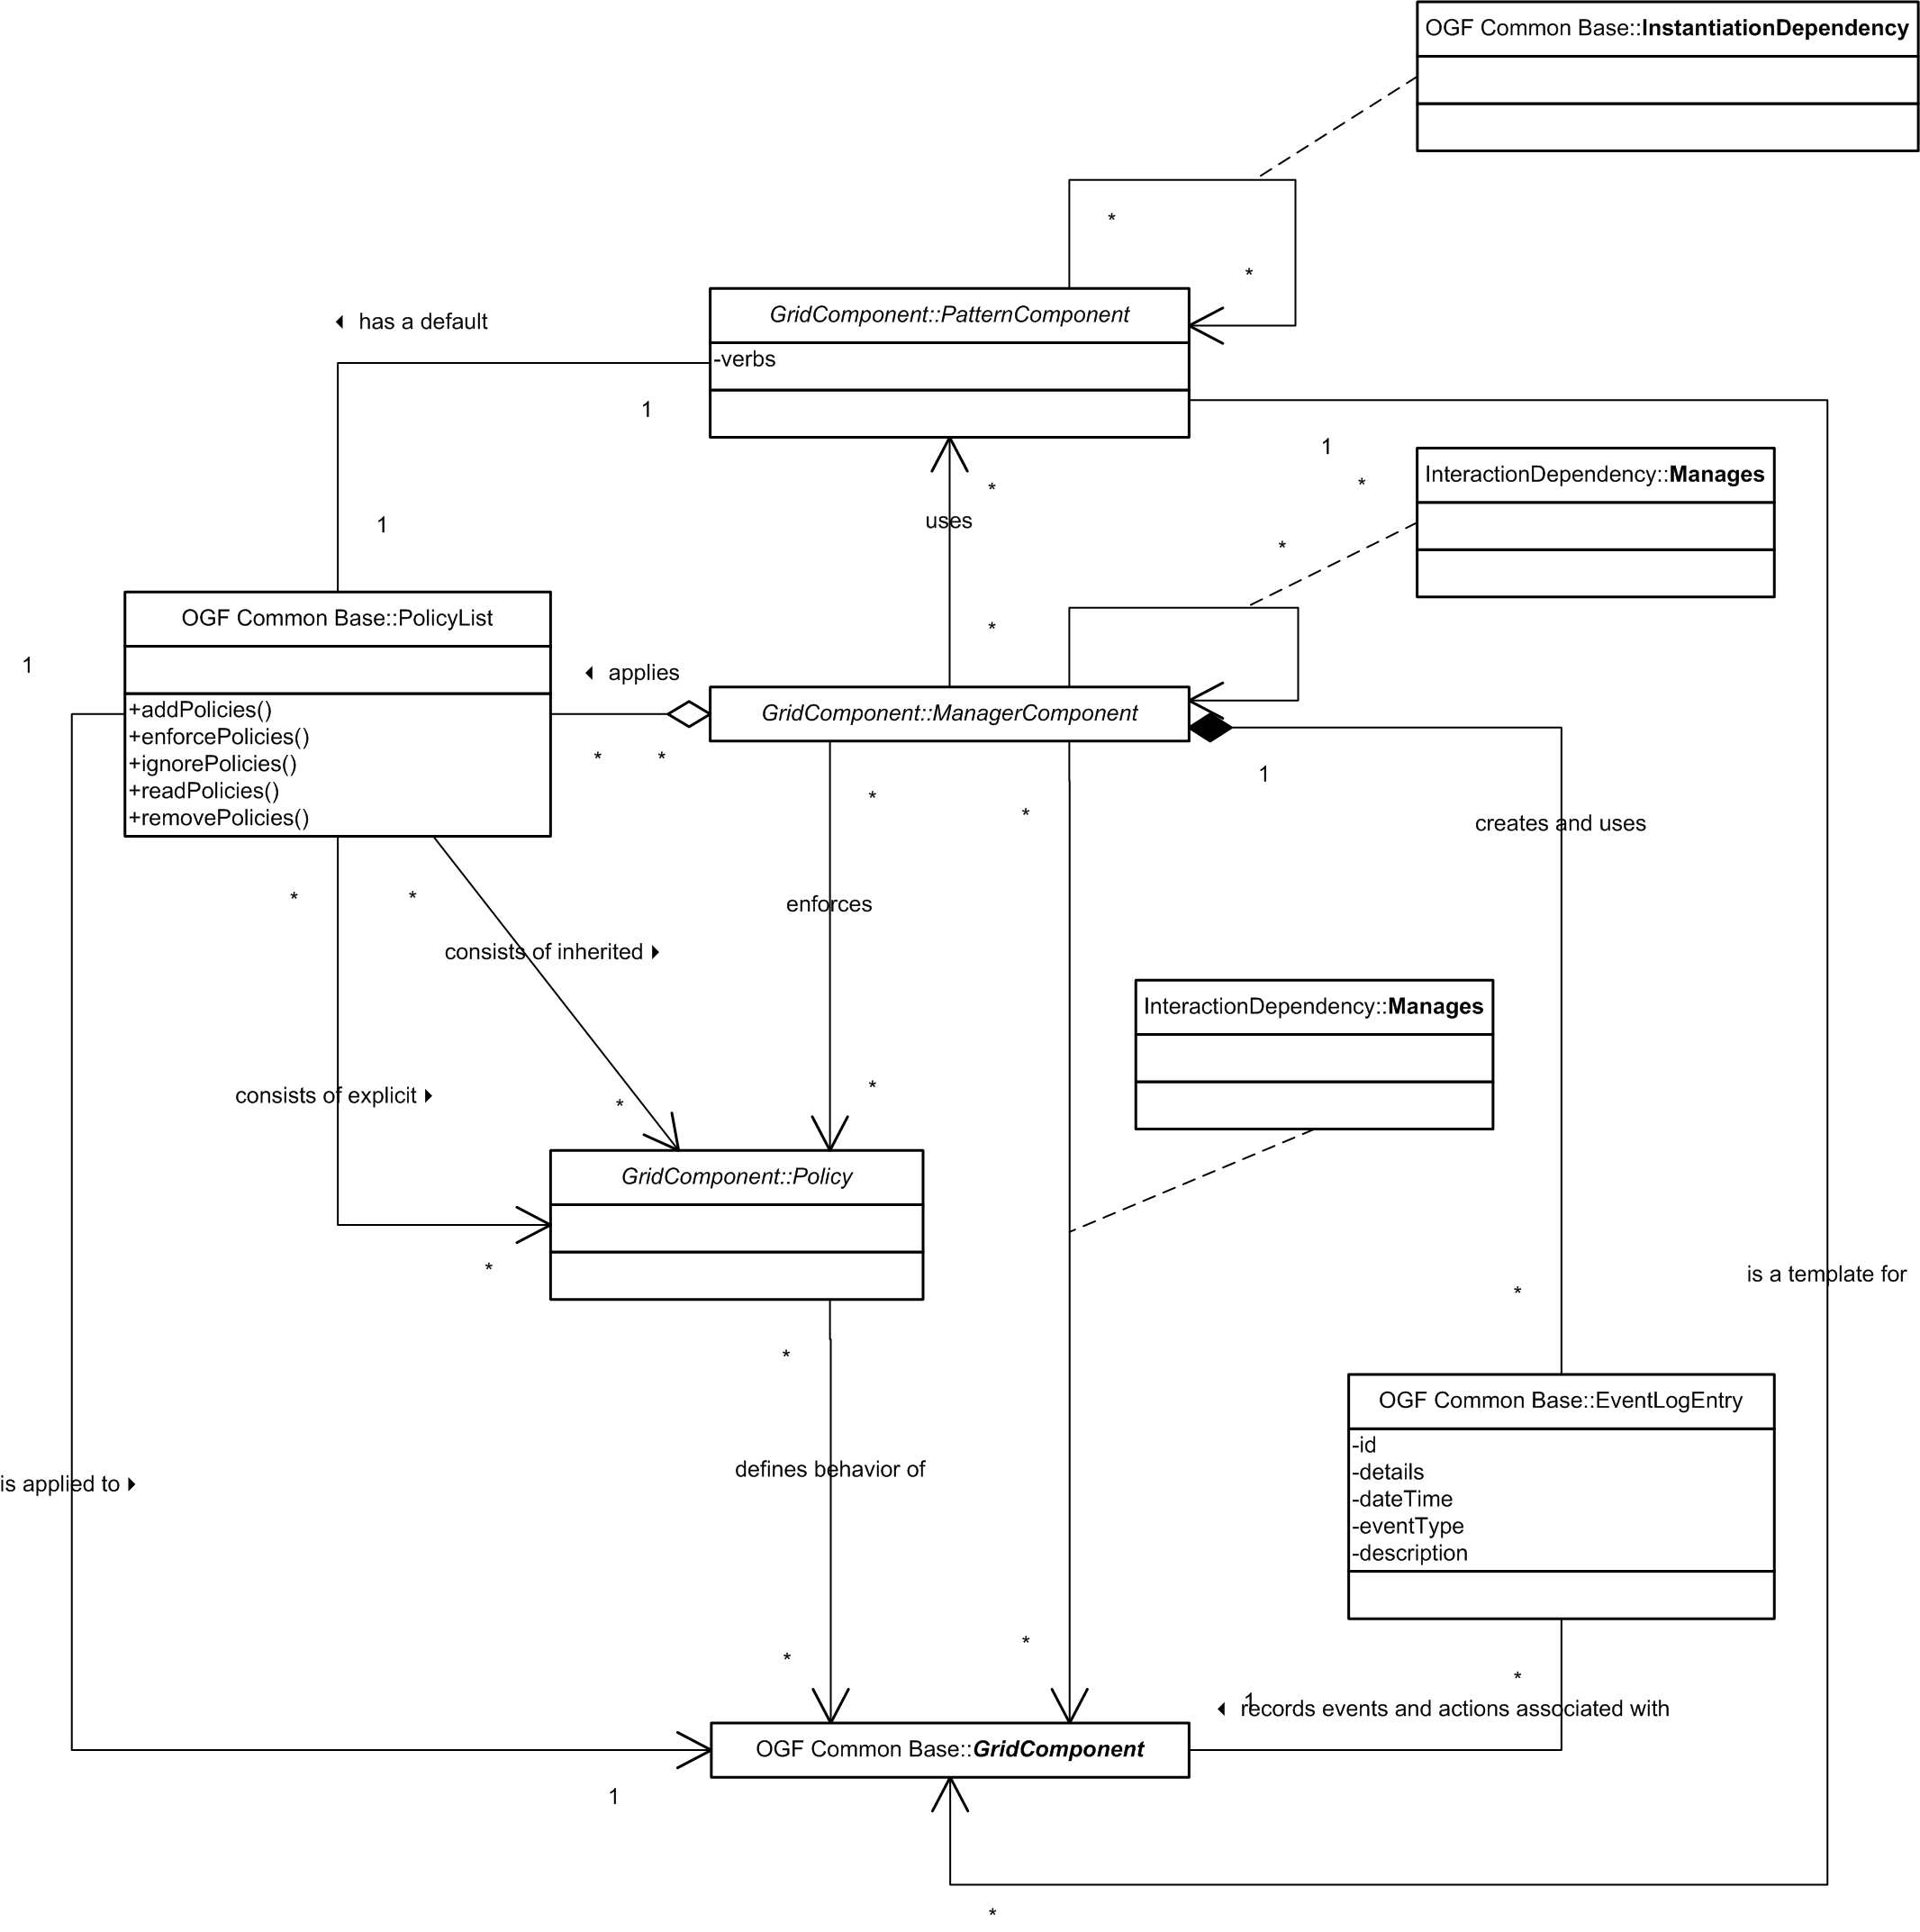 OGF Common Base::InstantiationDependency
*
*
GridComponent::PatternComponent
-verbs
◄ has a default
1
1
1
InteractionDependency::Manages
*
*
*
uses
*
OGF Common Base::PolicyList
+addPolicies()
+enforcePolicies()
+ignorePolicies()
+readPolicies()
+removePolicies()
1
◄ applies
*
*
GridComponent::ManagerComponent
1
*
*
creates and uses
*
*
enforces
consists of inherited ►
InteractionDependency::Manages
consists of explicit ►
*
*
GridComponent::Policy
*
*
is a template for
*
OGF Common Base::EventLogEntry
-id
-details
-dateTime
-eventType
-description
defines behavior of
is applied to ►
*
*
*
1
◄ records events and actions associated with
OGF Common Base::GridComponent
1
*